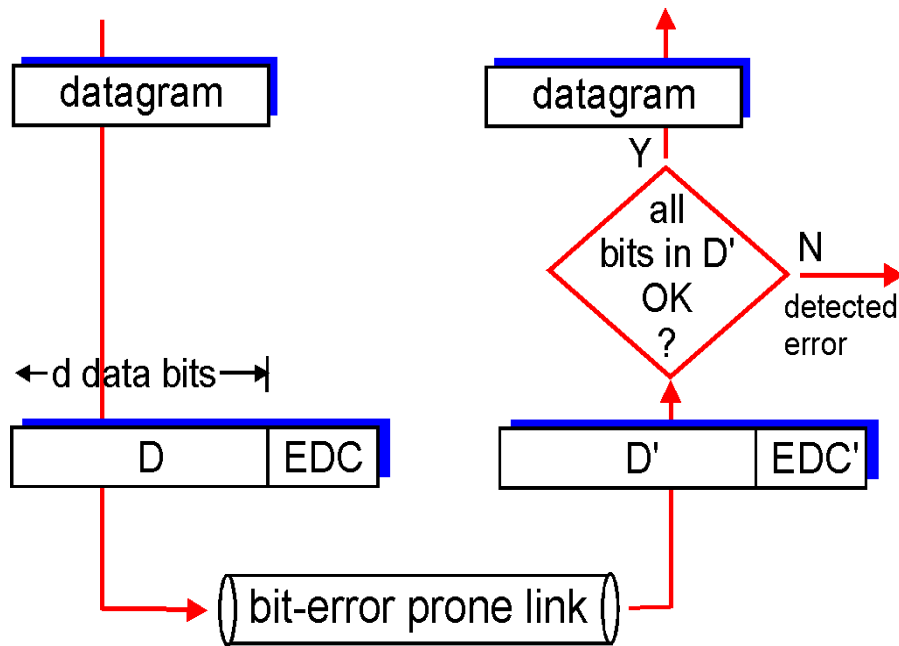 datagram
datagram
Y
all
bits in D'
OK
?
N
detected
error
d data bits
D
EDC
D'
EDC'
bit-error prone link